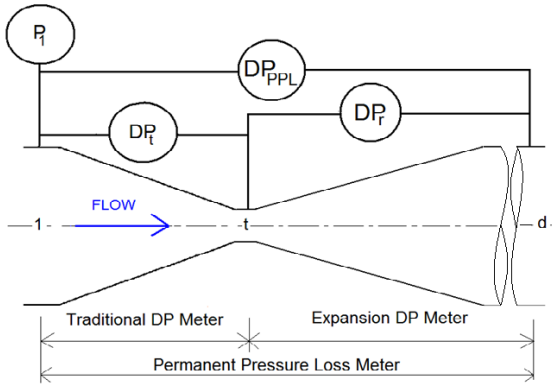 P1
DPPPL
DPt
DPr
FLOW
1
t
d
Traditional DP Meter
Expansion DP Meter
Permanent Pressure Loss Meter